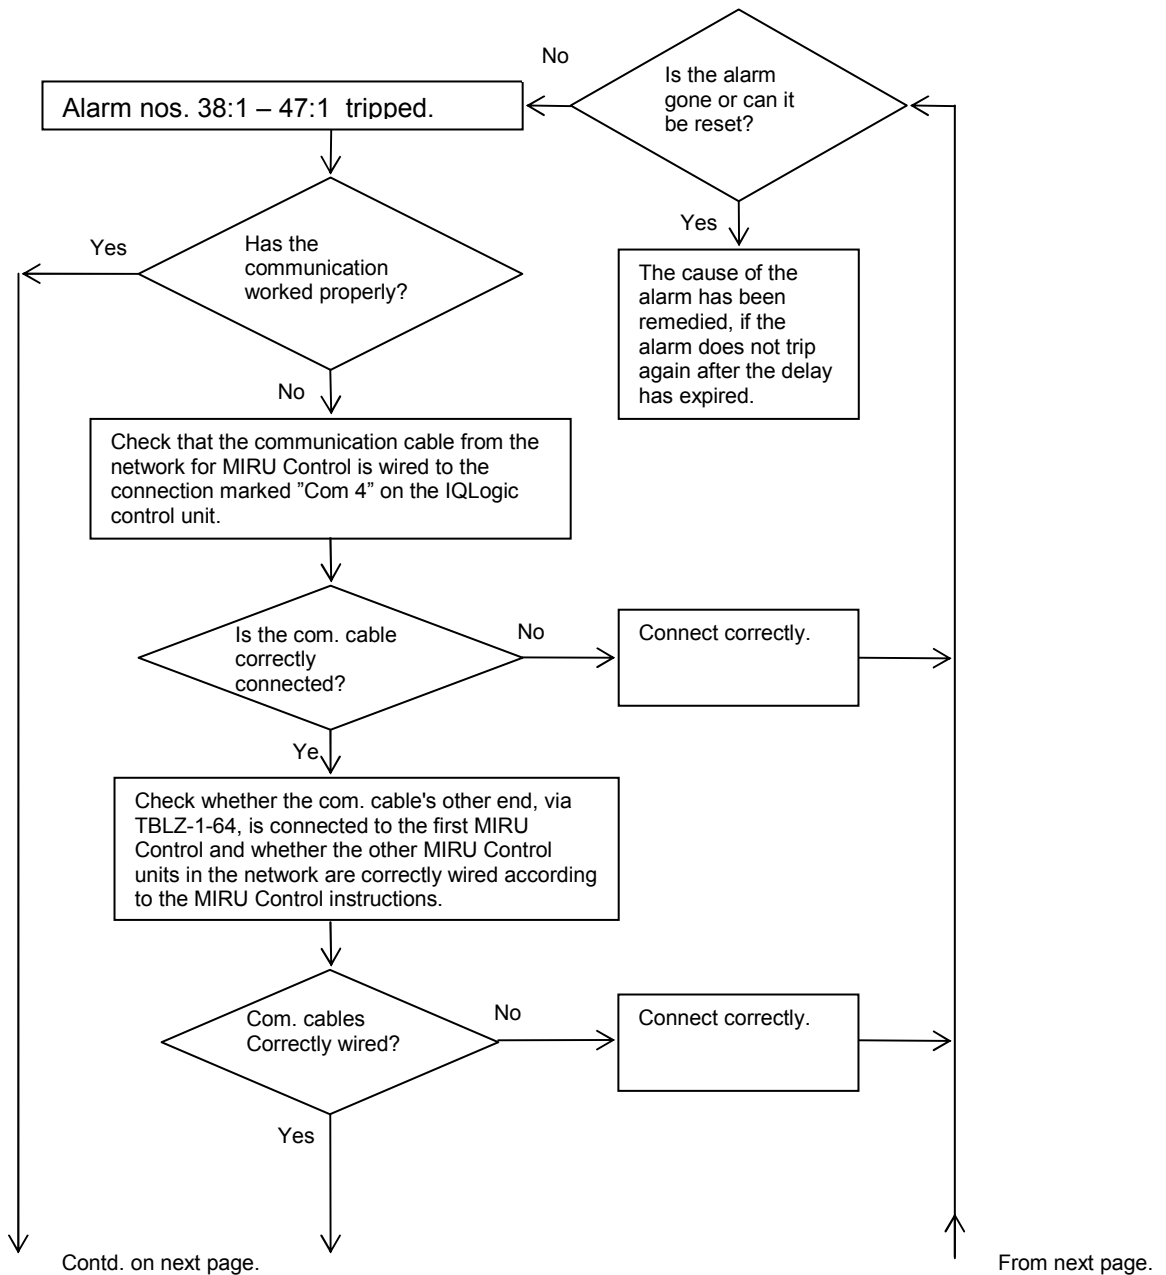 No
Is the alarm
gone or can it
be reset?
Alarm nos. 38:1 – 47:1 tripped.
Yes
The cause of the
alarm has been
remedied, if the
alarm does not trip
again after the delay
has expired.
Yes
Has the
communication
worked properly?
No
Check that the communication cable from the
network for MIRU Control is wired to the
connection marked ”Com 4” on the IQLogic
control unit.
Is the com. cable
correctly
connected?
No
Connect correctly.
Ye
Check whether the com. cable's other end, via
TBLZ-1-64, is connected to the first MIRU
Control and whether the other MIRU Control
units in the network are correctly wired according
to the MIRU Control instructions.
Com. cables
Correctly wired?
No
Connect correctly.
Yes
Contd. on next page.
From next page.